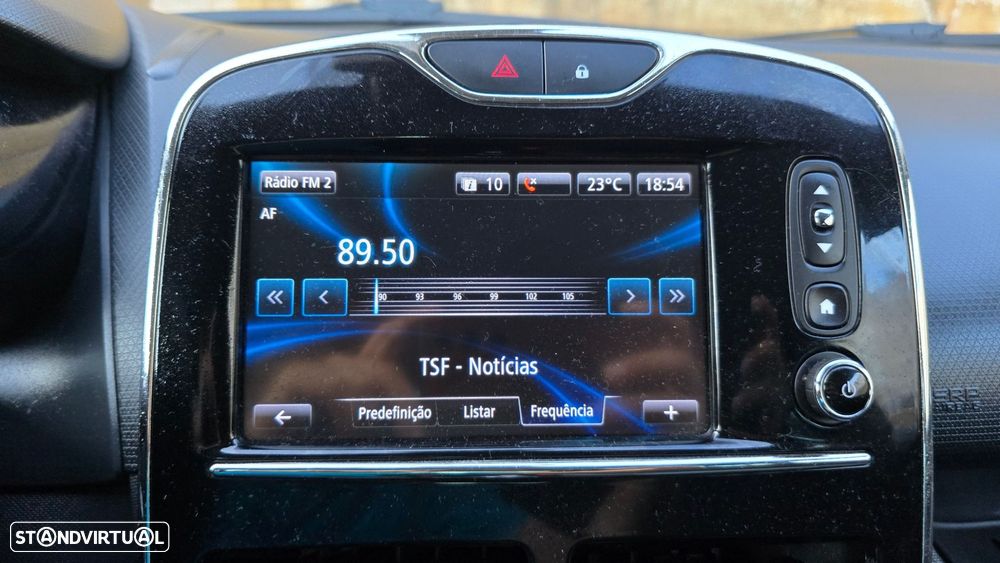 Rádio FM 2
10
23°C
18:54
AF
89.50
90 93 96 99 102 105
TSF - Notícias
Predefinição Listar Frequência
STANDVIRTUAL